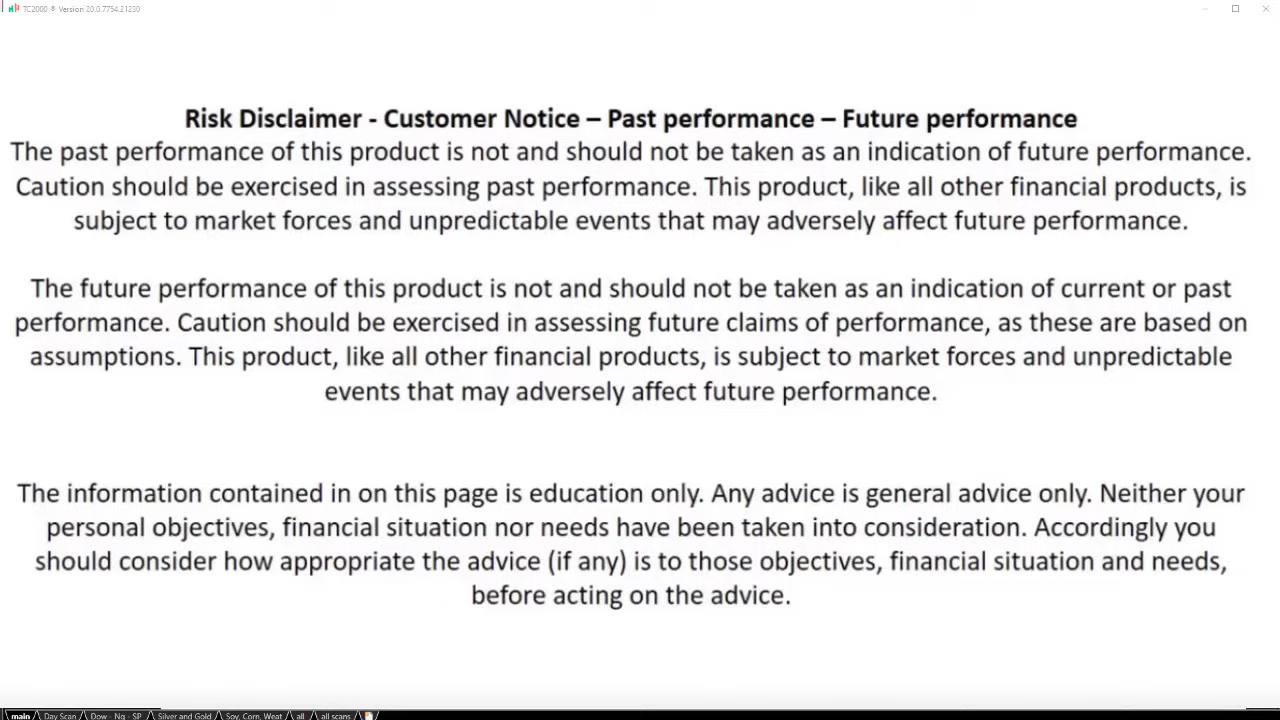 TC2000 ® Version 20.0.7754.21230
Risk Disclaimer - Customer Notice – Past performance – Future performance
The past performance of this product is not and should not be taken as an indication of future performance.
Caution should be exercised in assessing past performance. This product, like all other financial products, is
subject to market forces and unpredictable events that may adversely affect future performance.
The future performance of this product is not and should not be taken as an indication of current or past
performance. Caution should be exercised in assessing future claims of performance, as these are based on
assumptions. This product, like all other financial products, is subject to market forces and unpredictable
events that may adversely affect future performance.
The information contained in on this page is education only. Any advice is general advice only. Neither your
personal objectives, financial situation nor needs have been taken into consideration. Accordingly you
should consider how appropriate the advice (if any) is to those objectives, financial situation and needs,
before acting on the advice.
main Day Scan Dow - Nq - SP Silver and Gold Soy, Corn, Weat all all scans